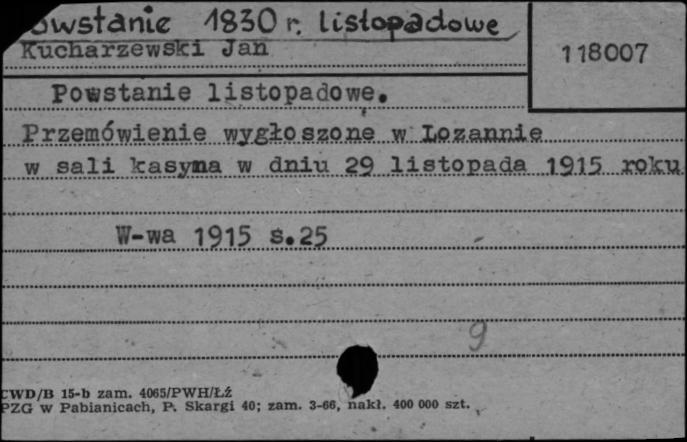 owstanie 1830 r. listopadowe
Kucharzewski Jan
118007
Powstanie listopadowe.
Przemówienie wygłoszone w Lozannie
w sali kasyna w dniu 29 listopada 1915 roku
W-wa 1915 s.25
9
CWD/B 15-b zam. 4065/PWH/Łź
PZG w Pabianicach, P. Skargi 40; zam. 3-66, nakł. 400 000 szt.